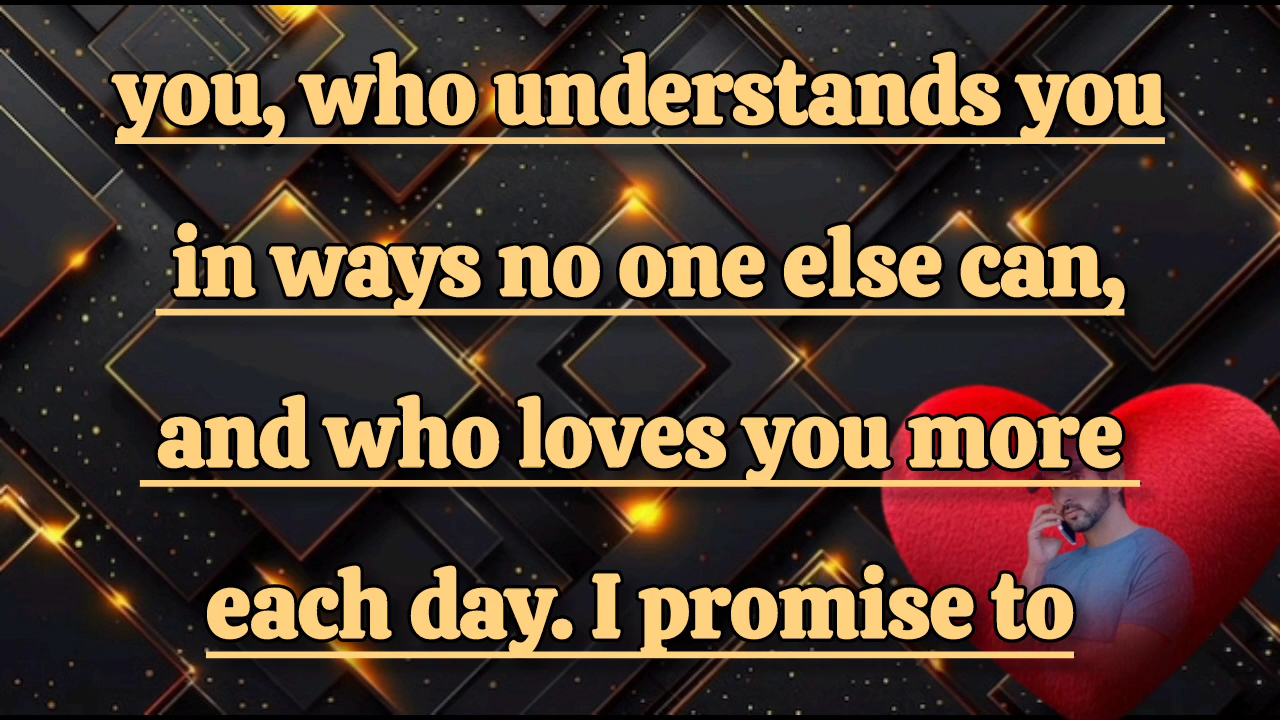 you, who understands you
in ways no one else can,
and who loves you more
each day. I promise to